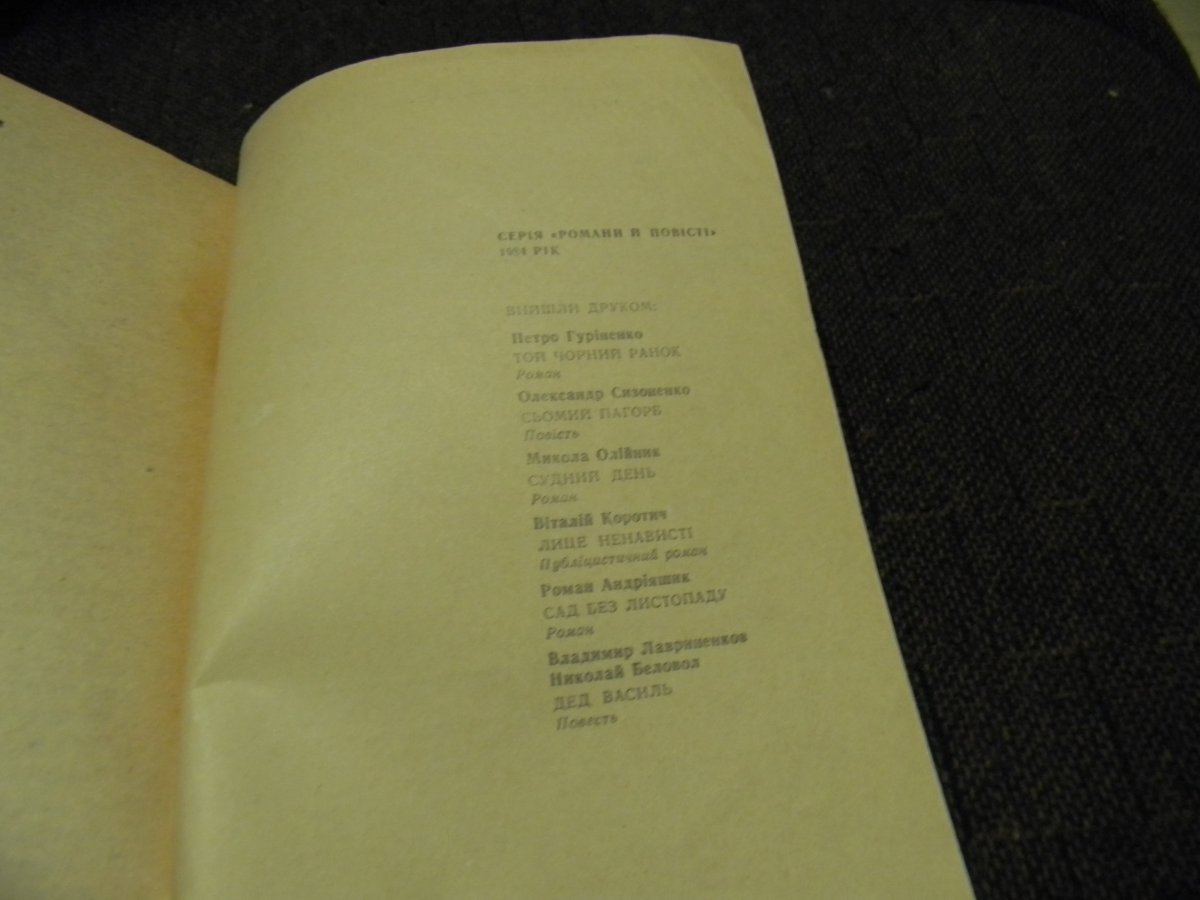 СЕРІЯ «РОМАНИ Й ПОВІСТІ»
1984 РІК
ВИЙШЛИ ДРУКОМ:
Петро Гуріненко
ТОЙ ЧОРНИЙ РАНОК
Роман
Олександр Сизоненко
СЬОМИЙ ПАГОРБ
Повість
Микола Олійник
СУДНИЙ ДЕНЬ
Роман
Віталій Коротич
ЛИЦЕ НЕНАВИСТІ
Публіцистичний роман
Роман Андріяшик
САД БЕЗ ЛИСТОПАДУ
Роман
Владимир Лавриненков
Николай Беловол
ДЕД ВАСИЛЬ
Повесть